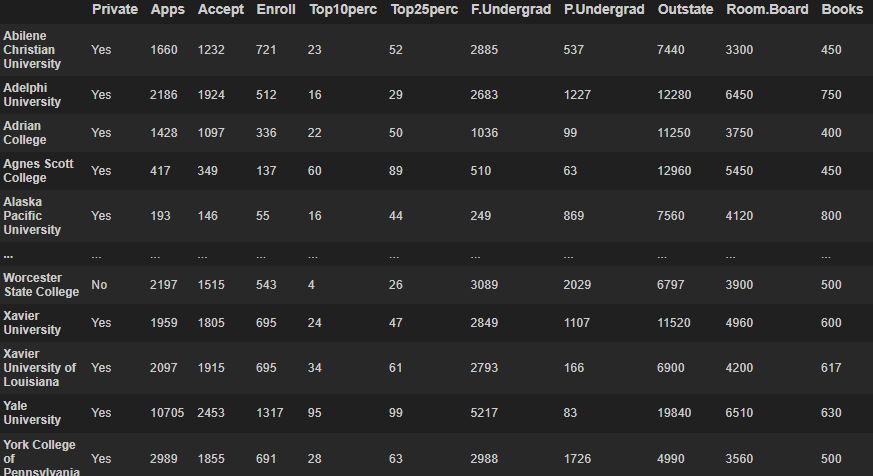 Private Apps Accept Enroll Top10perc Top25perc F.Undergrad P.Undergrad Outstate Room.Board Books
Abilene
Christian
University Yes 1660 1232 721 23 52 2885 537 7440 3300 450
Adelphi
University Yes 2186 1924 512 16 29 2683 1227 12280 6450 750
Adrian
College Yes 1428 1097 336 22 50 1036 99 11250 3750 400
Agnes Scott
College Yes 417 349 137 60 89 510 63 12960 5450 450
Alaska
Pacific
University Yes 193 146 55 16 44 249 869 7560 4120 800
... ... ... ... ... ... ... ... ... ... ... ...
Worcester
State College No 2197 1515 543 4 26 3089 2029 6797 3900 500
Xavier
University Yes 1959 1805 695 24 47 2849 1107 11520 4960 600
Xavier
University of
Louisiana Yes 2097 1915 695 34 61 2793 166 6900 4200 617
Yale
University Yes 10705 2453 1317 95 99 5217 83 19840 6510 630
York College
of
Pennsylvania Yes 2989 1855 691 28 63 2988 1726 4990 3560 500